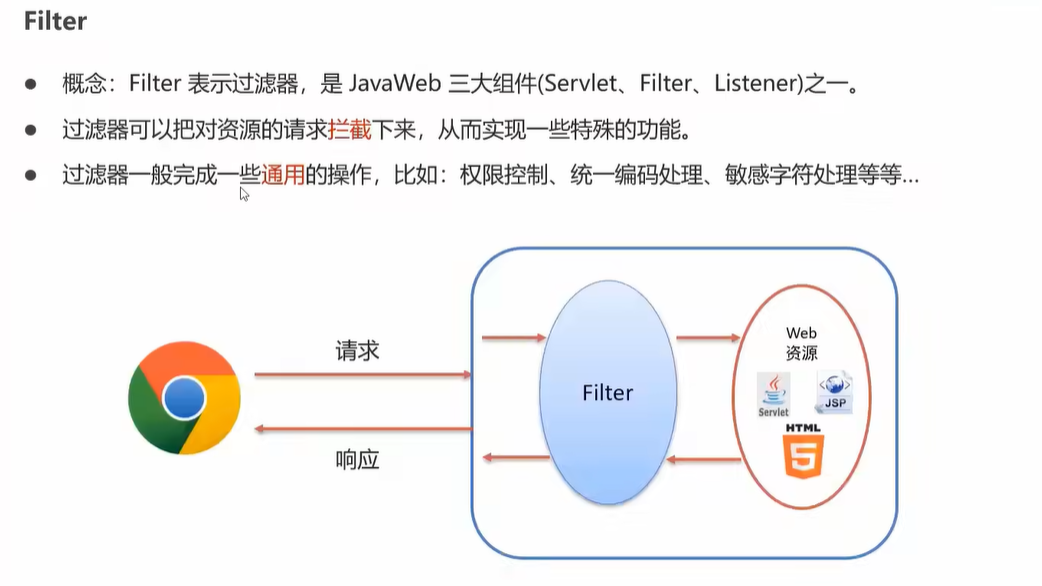 Filter
● 概念：Filter 表示过滤器，是 JavaWeb 三大组件(Servlet、Filter、Listener)之一。
● 过滤器可以把对资源的请求拦截下来，从而实现一些特殊的功能。
● 过滤器一般完成一些通用的操作，比如：权限控制、统一编码处理、敏感字符处理等等...
请求
响应
Filter
Web
资源
Servlet
JSP
HTML
5